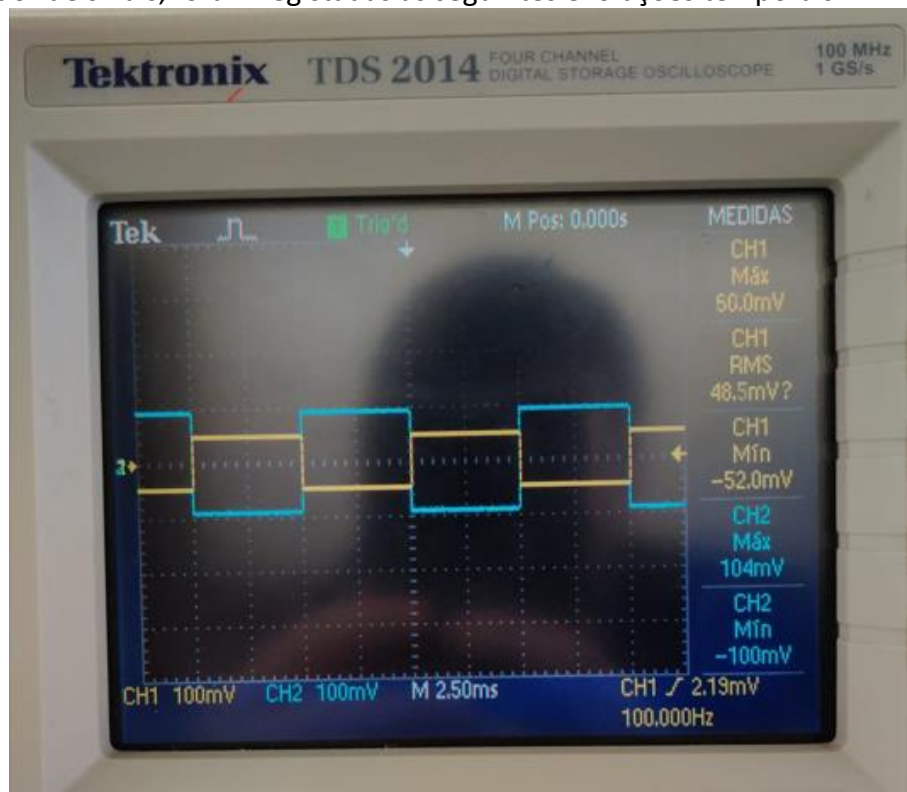 Tektronix TDS 2014 FOUR CHANNEL DIGITAL STORAGE OSCILLOSCOPE 100 MHz 1 GS/s
Tek Trig'd M Pos: 0.000s MEDIDAS
CH1
Máx
60.0mV
CH1
RMS
48.5mV?
CH1
Mín
-52.0mV
CH2
Máx
104mV
CH2
Mín
-100mV
CH1 100mV CH2 100mV M 2.50ms CH1 2.19mV
100.000Hz